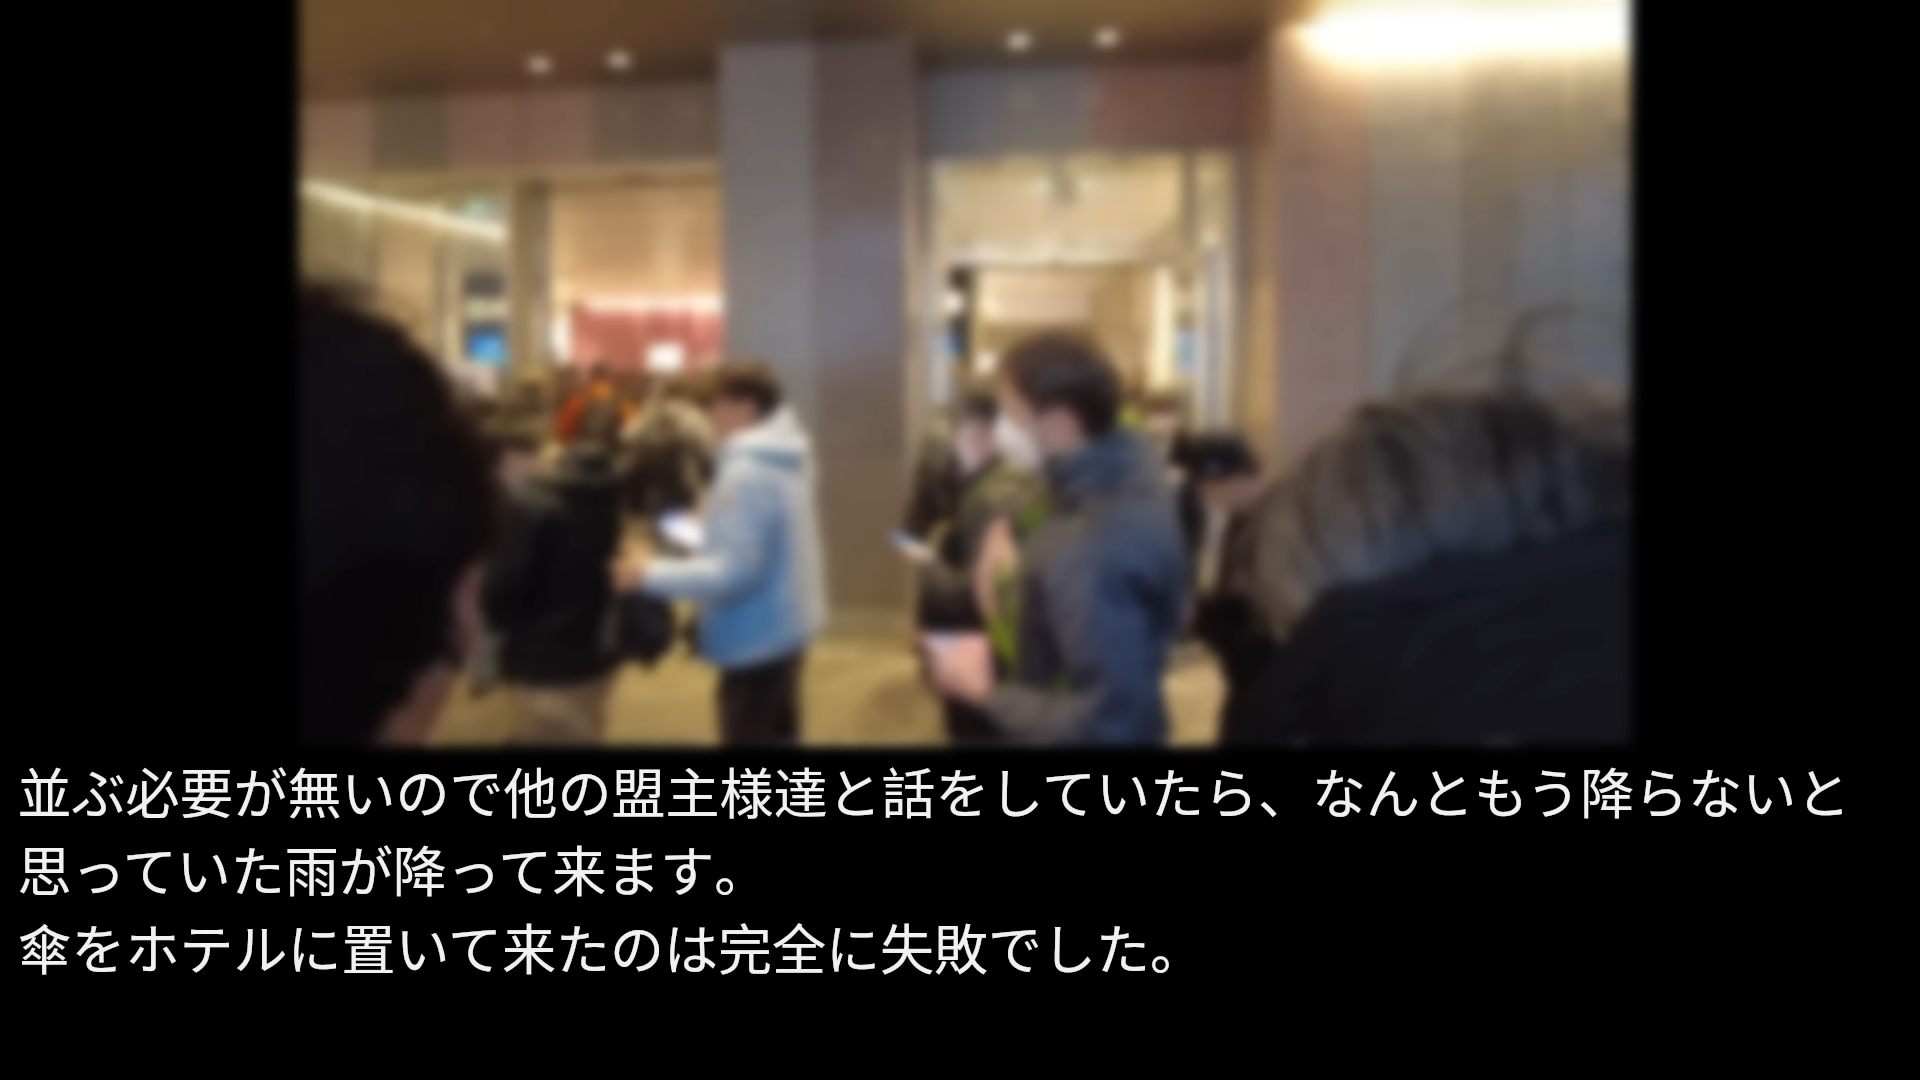 並ぶ必要が無いので他の盟主様達と話をしていたら、なんともう降らないと
思っていた雨が降って来ます。
傘をホテルに置いて来たのは完全に失敗でした。